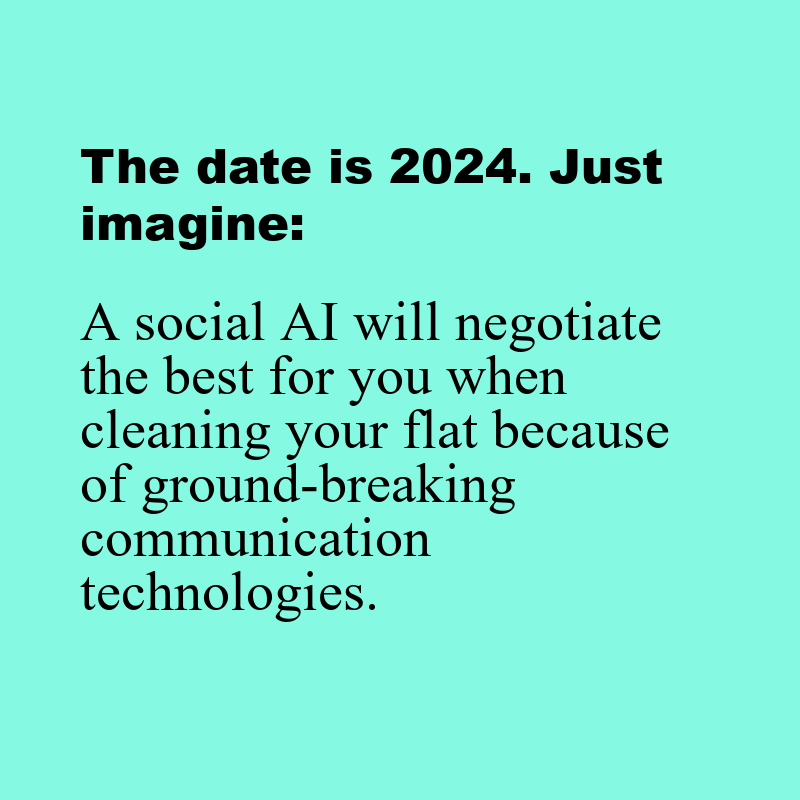 The date is 2024. Just
imagine:
A social AI will negotiate
the best for you when
cleaning your flat because
of ground-breaking
communication
technologies.